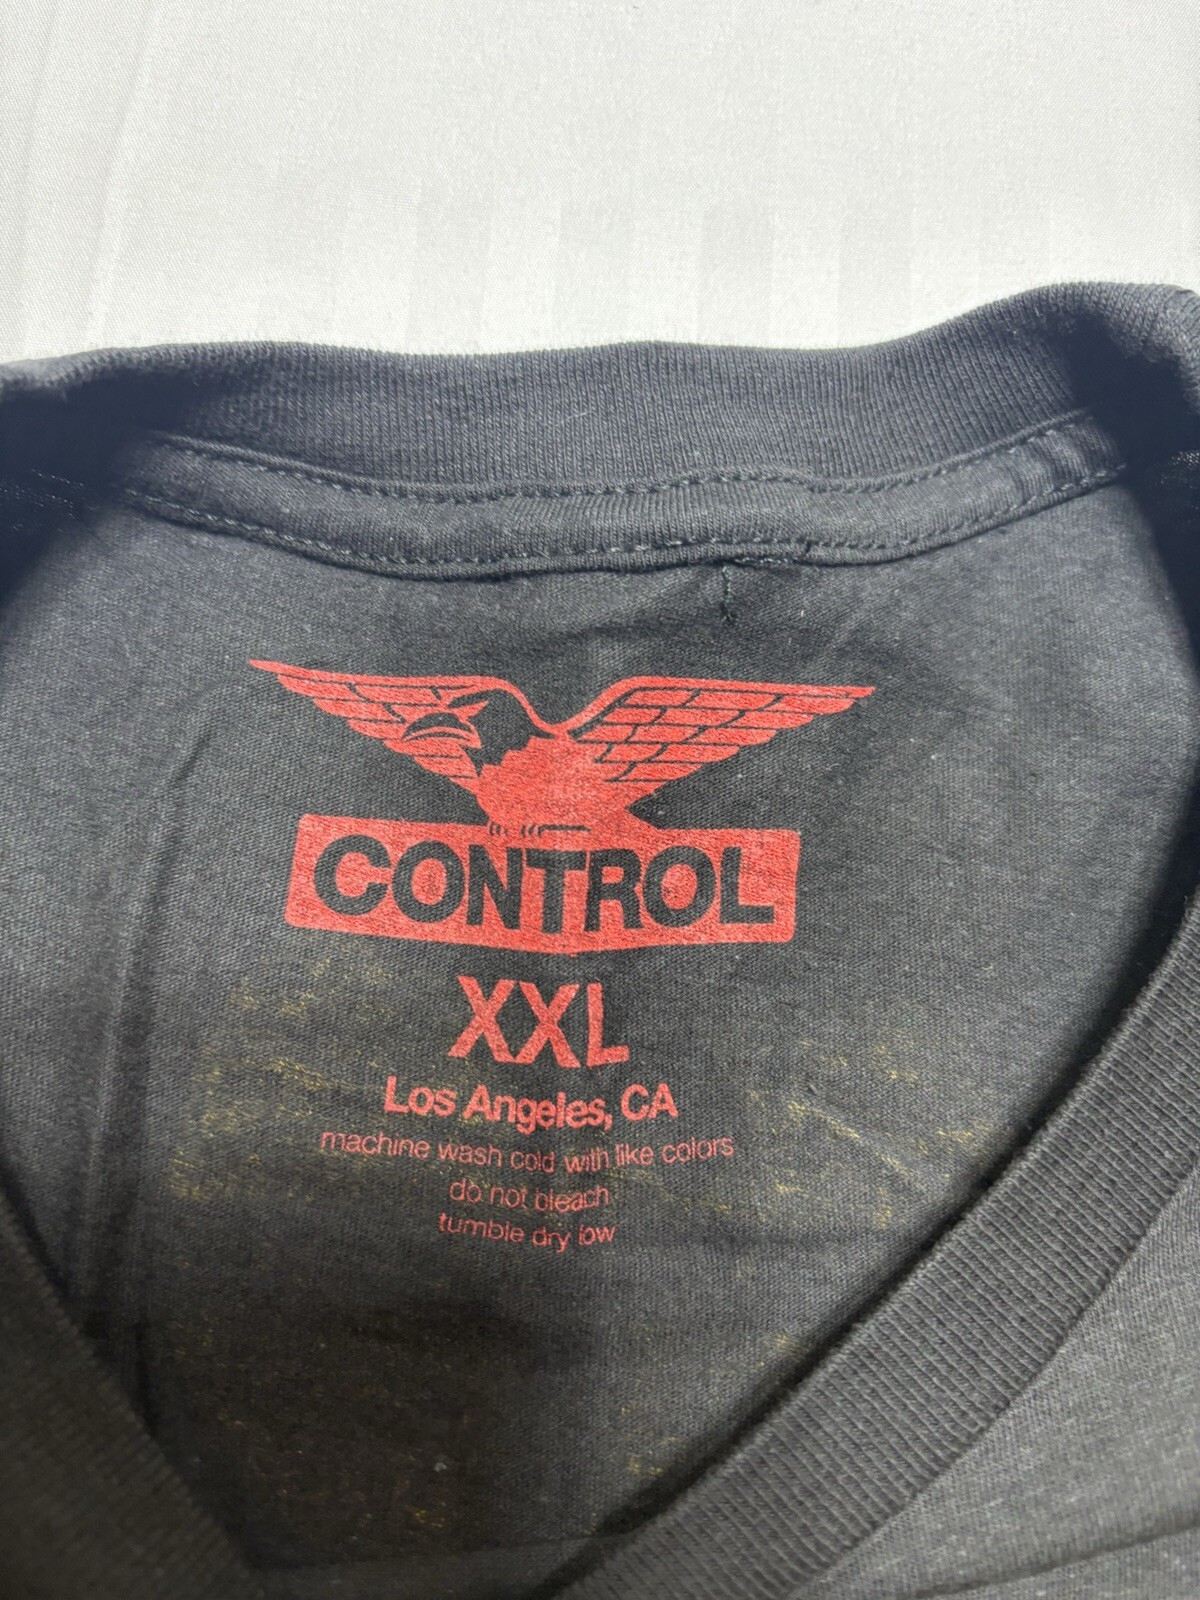 CONTROL
XXL
Los Angeles, CA
machine wash cold with like colors
do not bleach
tumble dry low